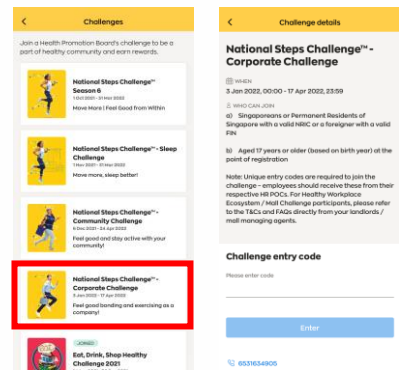 Challenges
Join a Health Promotion Board's challenge to be a
part of healthy community and earn rewards.
National Steps Challenge™
Season 6
1 Oct 2021 - 31 Mar 2022
Move More | Feel Good from Within
National Steps Challenge™ - Sleep
Challenge
1 Nov 2021 - 31 Mar 2022
Move more, sleep better!
National Steps Challenge™ -
Community Challenge
6 Dec 2021 - 24 Apr 2022
Feel good and stay active with your
community!
National Steps Challenge™ -
Corporate Challenge
3 Jan 2022 - 17 Apr 2022
Feel good bonding and exercising as a
company!
JOINED
Eat, Drink, Shop Healthy
Challenge 2021
Challenge details
National Steps Challenge™ -
Corporate Challenge
WHEN
3 Jan 2022, 00:00 - 17 Apr 2022, 23:59
WHO CAN JOIN
a) Singaporeans or Permanent Residents of
Singapore with a valid NRIC or a foreigner with a valid
FIN
b) Aged 17 years or older (based on birth year) at the
point of registration
Note: Unique entry codes are required to join the
challenge – employees should receive these from their
respective HR POCs. For Healthy Workplace
Ecosystem / Mall Challenge participants, please refer
to the T&Cs and FAQs directly from your landlords /
mall managing agents.
Challenge entry code
Please enter code
Enter
6531634905